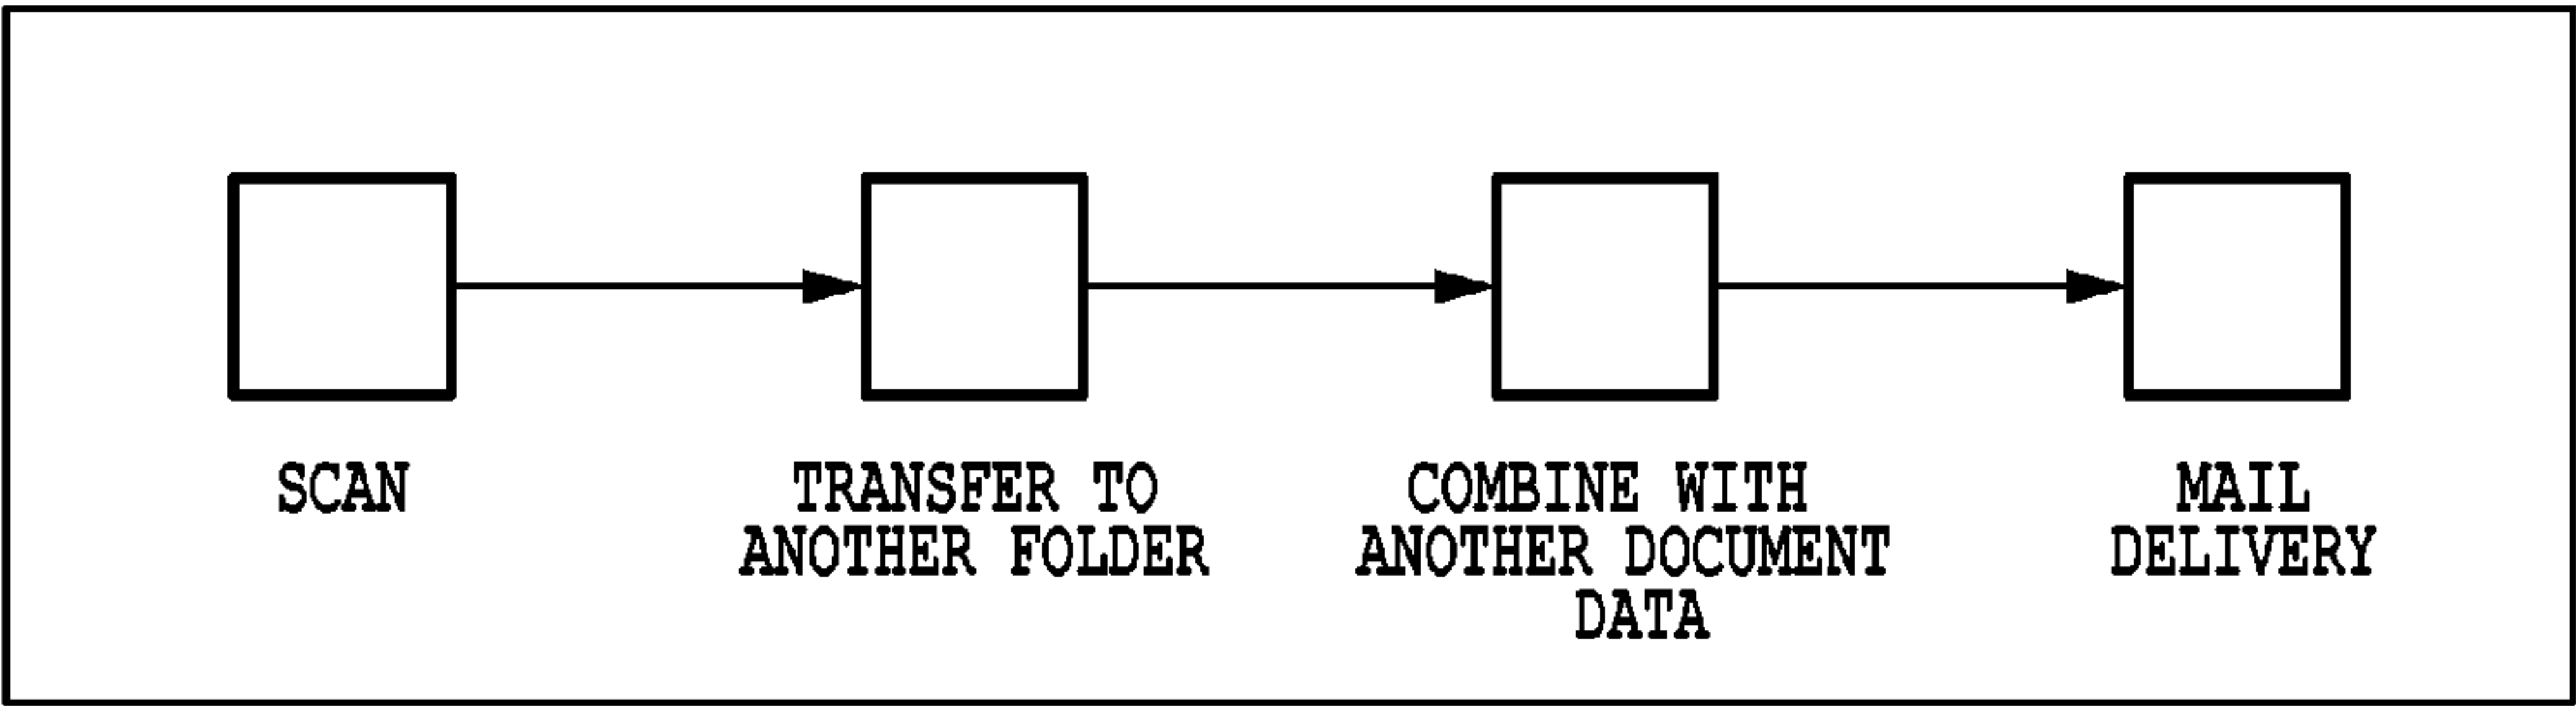 SCAN
TRANSFER TO
ANOTHER FOLDER
COMBINE WITH
ANOTHER DOCUMENT
DATA
MAIL
DELIVERY